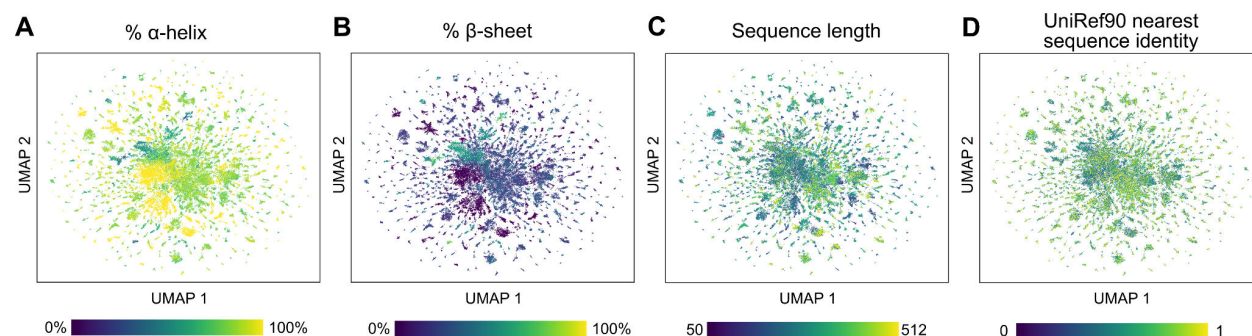 A
% α-helix
UMAP 2
UMAP 1
0%
100%
B
% β-sheet
UMAP 2
UMAP 1
0%
100%
C
Sequence length
UMAP 2
UMAP 1
50
512
D
UniRef90 nearest
sequence identity
UMAP 2
UMAP 1
0
1